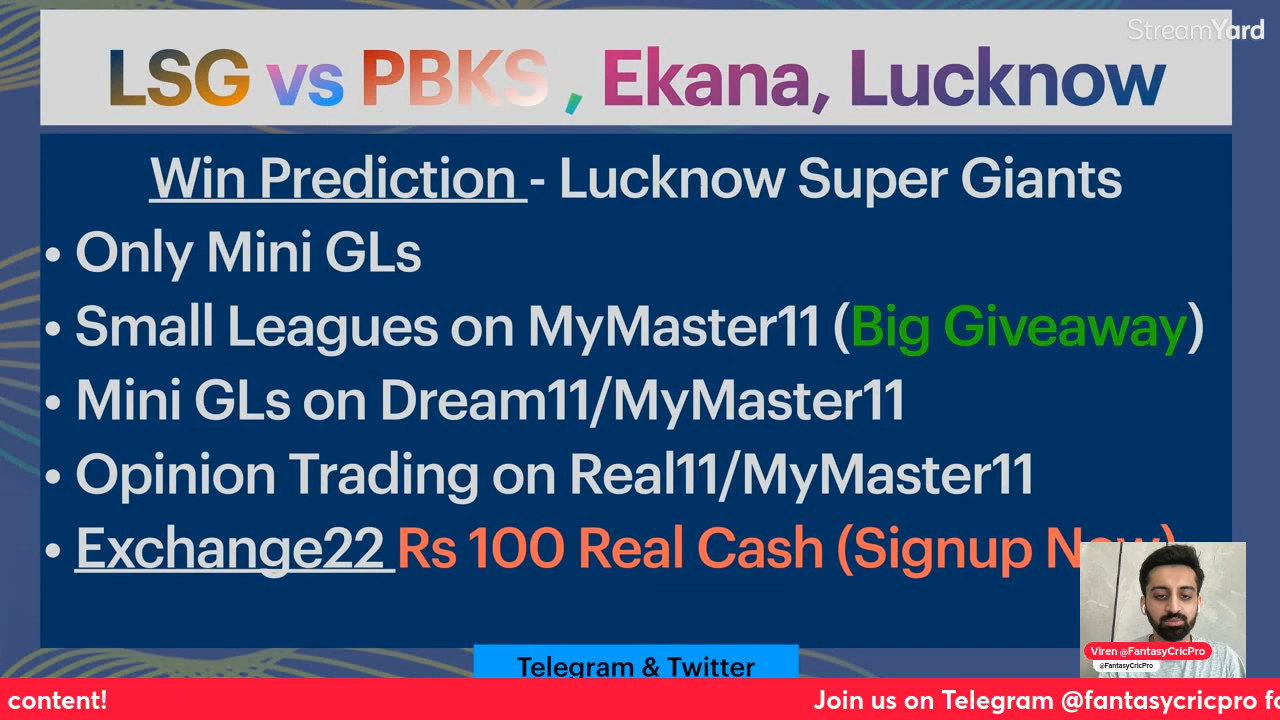 StreamYard
LSG vs PBKS , Ekana, Lucknow
Win Prediction - Lucknow Super Giants
• Only Mini GLs
• Small Leagues on MyMaster11 (Big Giveaway)
• Mini GLs on Dream11/MyMaster11
• Opinion Trading on Real11/MyMaster11
• Exchange22 Rs 100 Real Cash (Signup Now)
Viren @FantasyCricPro
@FantasyCricPro
Telegram & Twitter
content! Join us on Telegram @fantasycricpro fo